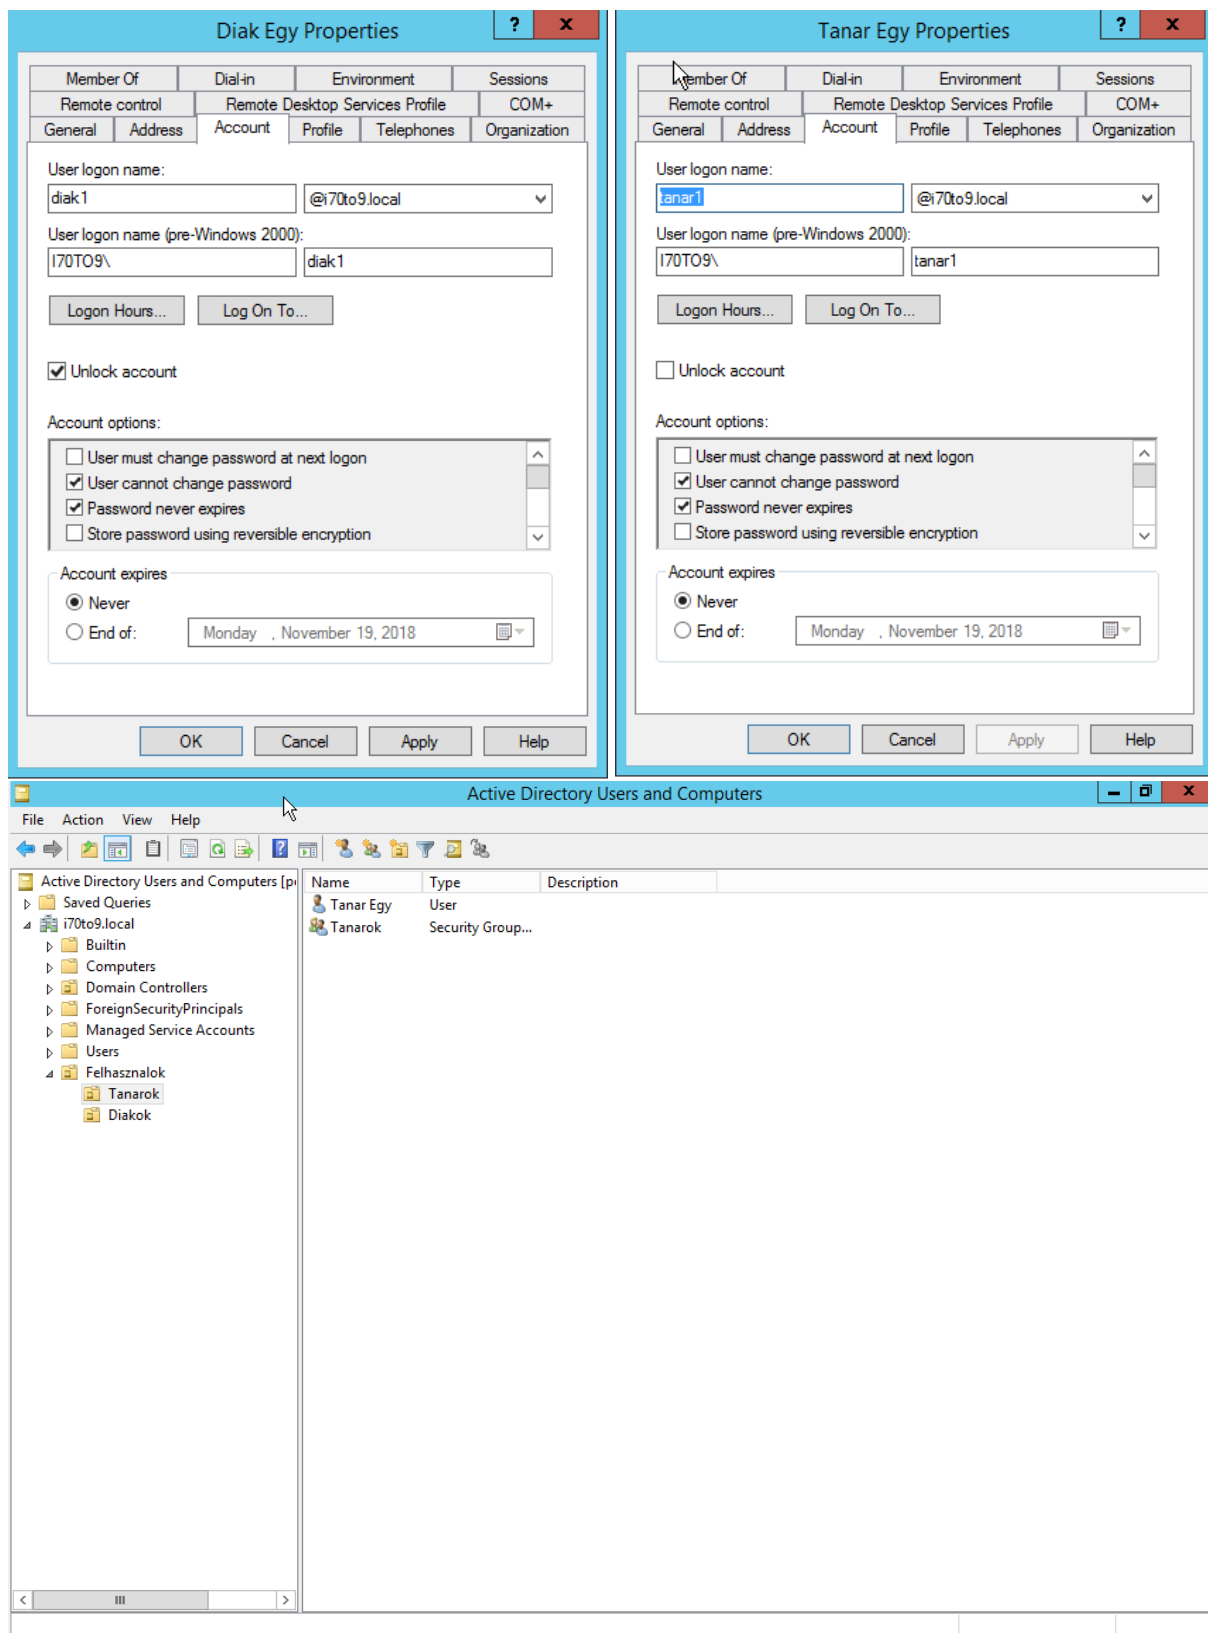 Diak Egy Properties
Member Of Dial-in Environment Sessions
Remote control Remote Desktop Services Profile COM+
General Address Account Profile Telephones Organization
User logon name:
diak1 @i70to9.local
User logon name (pre-Windows 2000):
I70TO9\ diak1
Logon Hours... Log On To...
Unlock account
Account options:
User must change password at next logon
User cannot change password
Password never expires
Store password using reversible encryption
Account expires
Never
End of: Monday , November 19, 2018
OK Cancel Apply Help
Tanar Egy Properties
Member Of Dial-in Environment Sessions
Remote control Remote Desktop Services Profile COM+
General Address Account Profile Telephones Organization
User logon name:
tanar1 @i70to9.local
User logon name (pre-Windows 2000):
I70TO9\ tanar1
Logon Hours... Log On To...
Unlock account
Account options:
User must change password at next logon
User cannot change password
Password never expires
Store password using reversible encryption
Account expires
Never
End of: Monday , November 19, 2018
OK Cancel Apply Help
Active Directory Users and Computers
File Action View Help
Active Directory Users and Computers
Saved Queries
i70to9.local
Builtin
Computers
Domain Controllers
ForeignSecurityPrincipals
Managed Service Accounts
Users
Felhasznalok
Tanarok
Diakok
Name Type Description
Tanar Egy User
Tanarok Security Group...